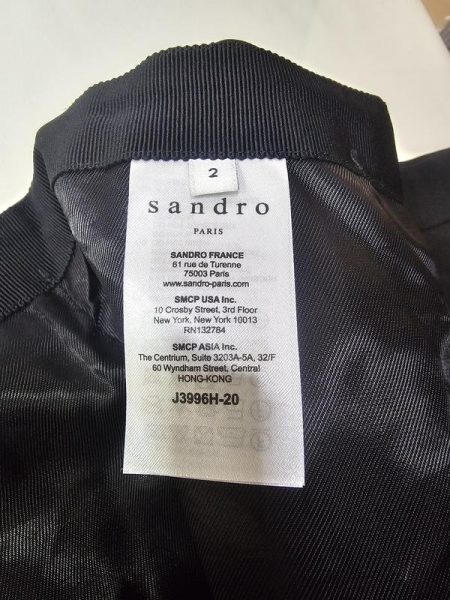 2
sandro
PARIS
SANDRO FRANCE
61 rue de Turenne
75003 Paris
www.sandro-paris.com
SMCP USA Inc.
10 Crosby Street, 3rd Floor
New York, New York 10013
RN132784
SMCP ASIA Inc.
The Centrium, Suite 3203A-5A, 32/F
60 Wyndham Street, Central
HONG-KONG
J3996H-20